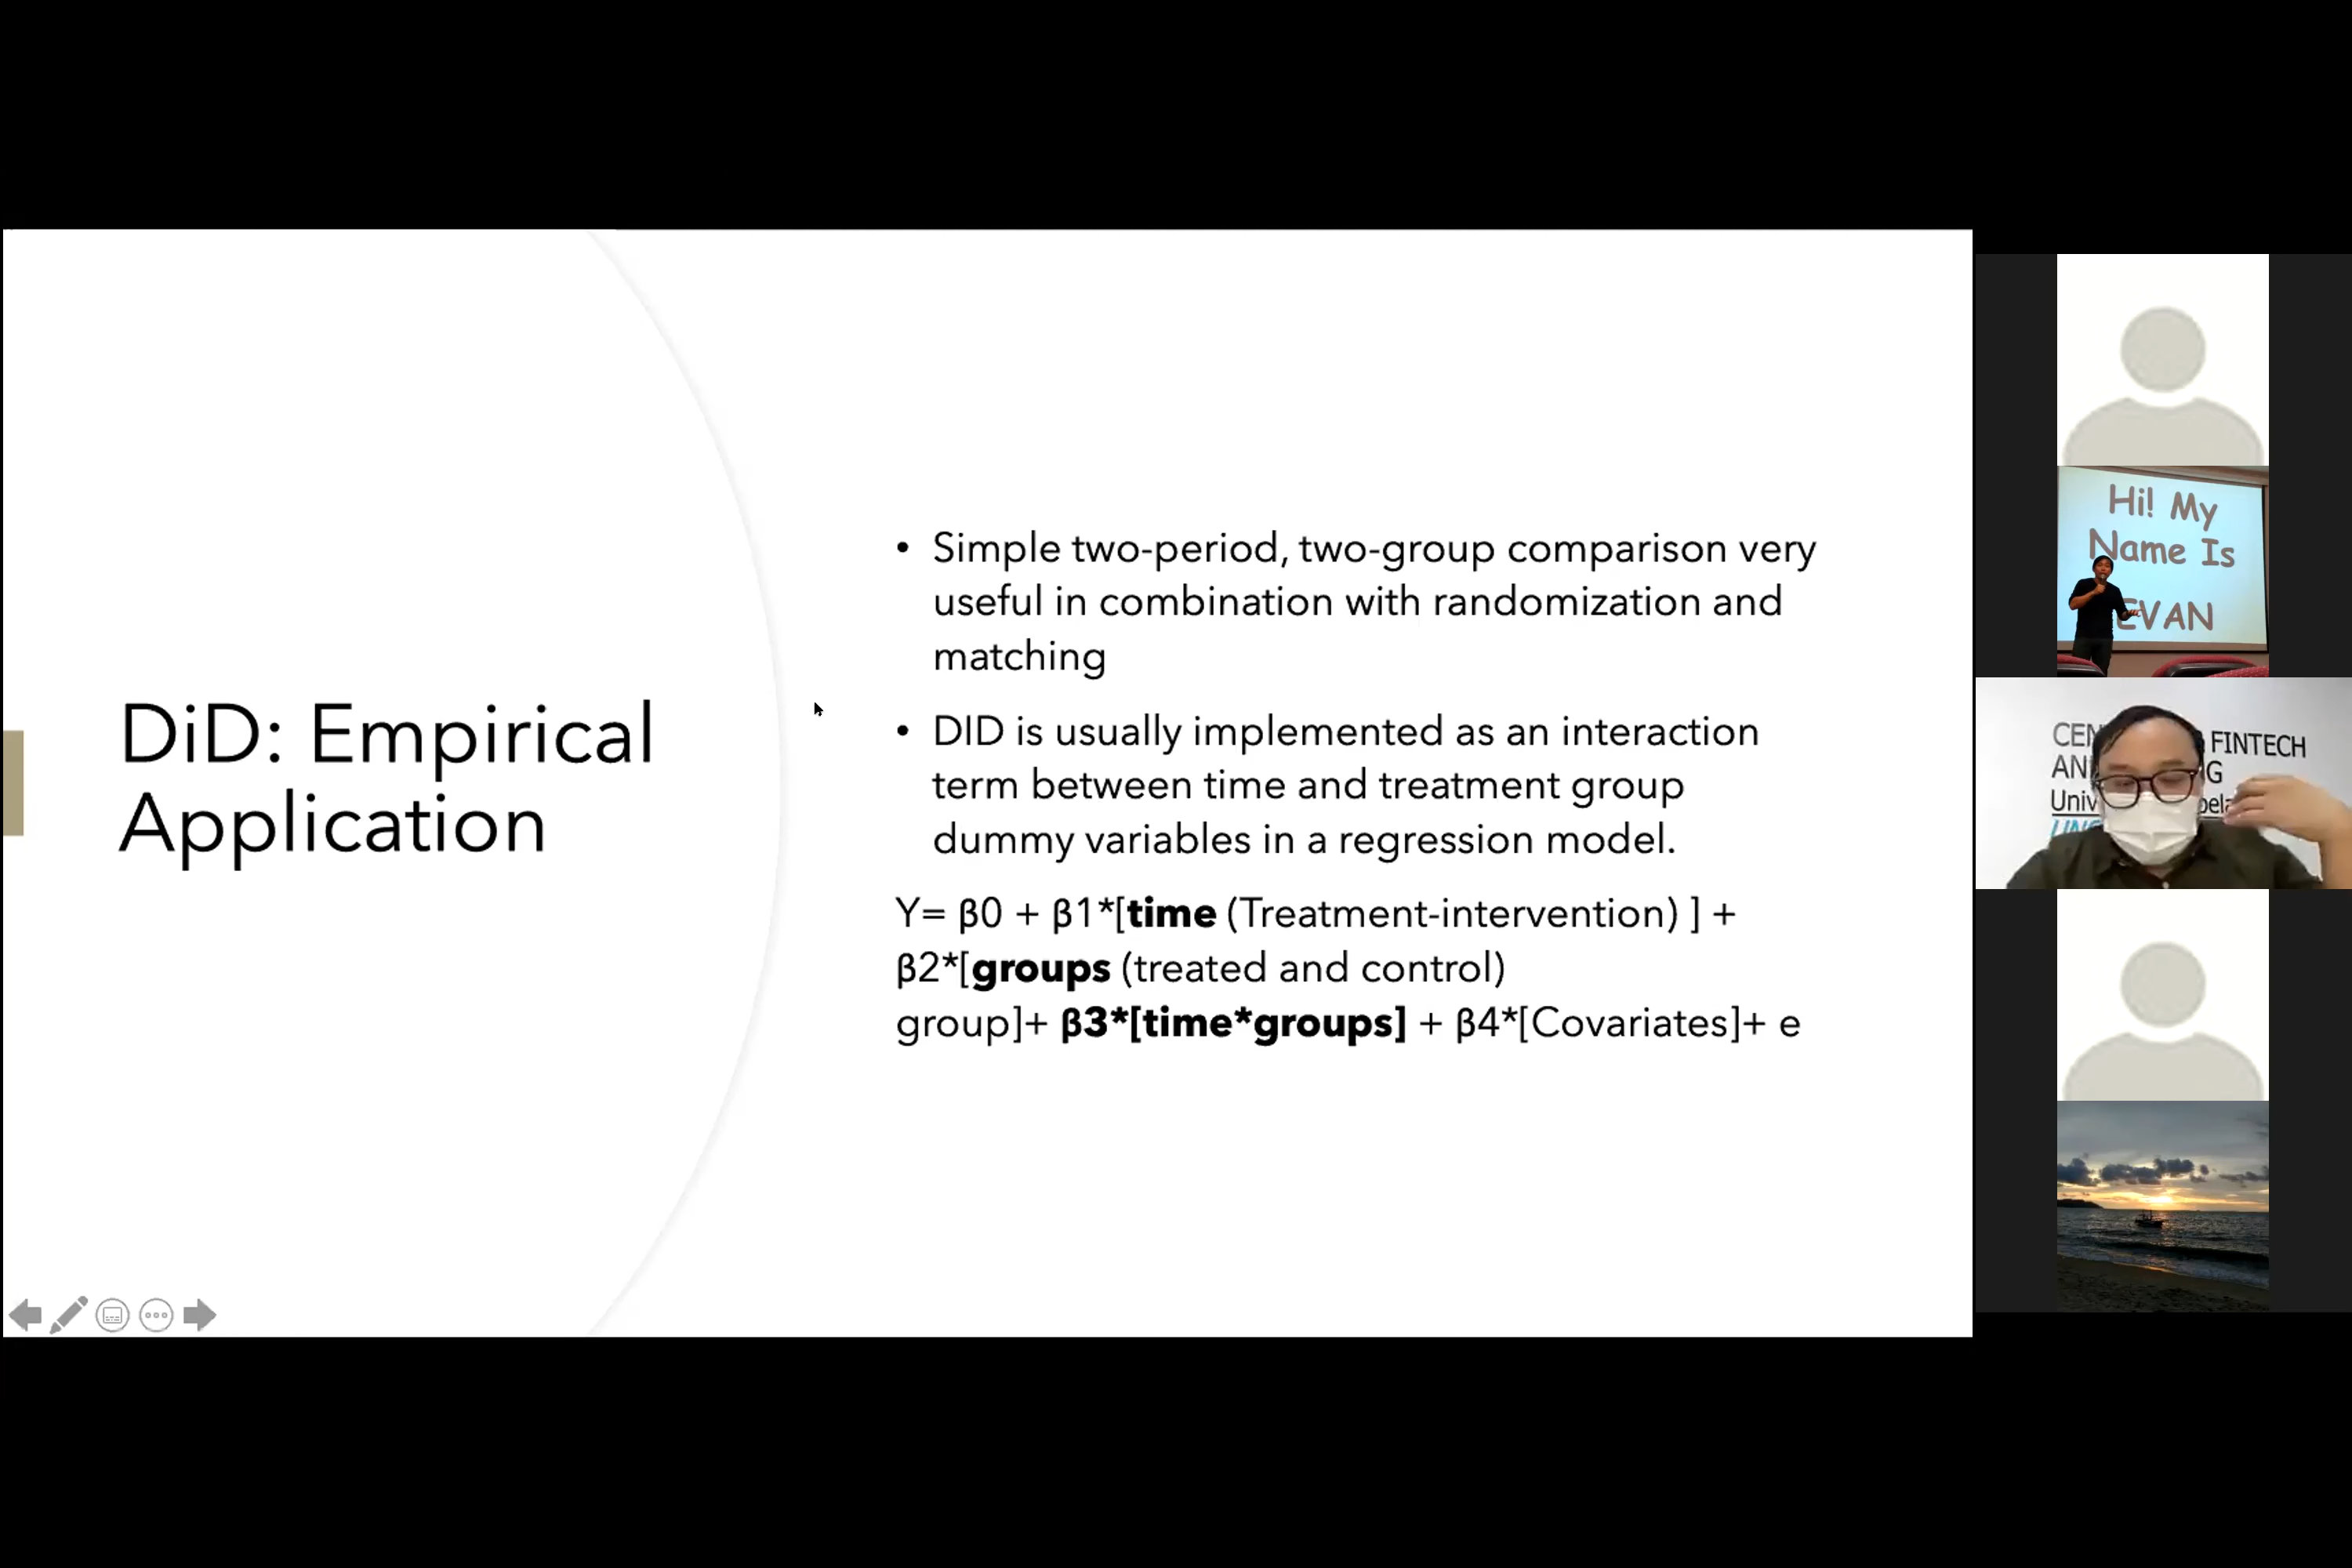 DiD: Empirical
Application
• Simple two-period, two-group comparison very
useful in combination with randomization and
matching
• DID is usually implemented as an interaction
term between time and treatment group
dummy variables in a regression model.
Y= β0 + β1*[time (Treatment-intervention) ] +
β2*[groups (treated and control)
group]+ β3*[time*groups] + β4*[Covariates]+ e
Hi! My
Name Is
EVAN
FINTECH